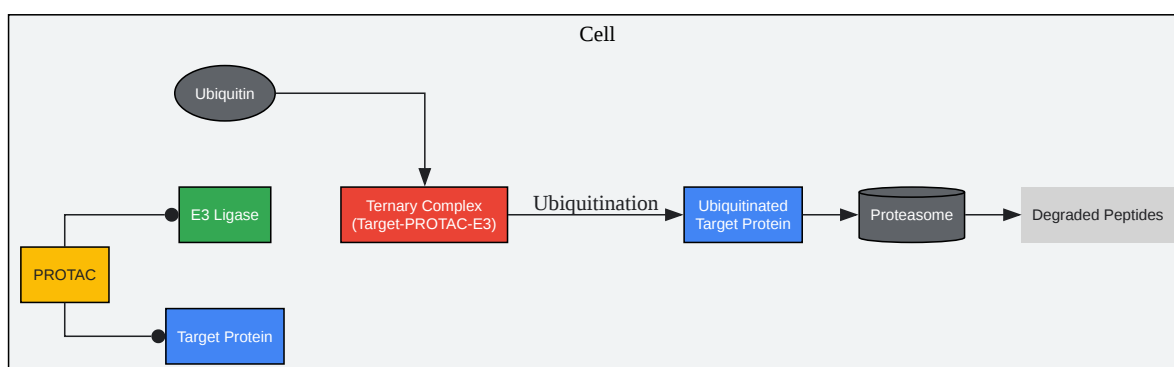 Cell
Ubiquitin
E3 Ligase
Ternary Complex
(Target-PROTAC-E3)
Ubiquitination
Ubiquitinated
Target Protein
Proteasome
Degraded Peptides
PROTAC
Target Protein